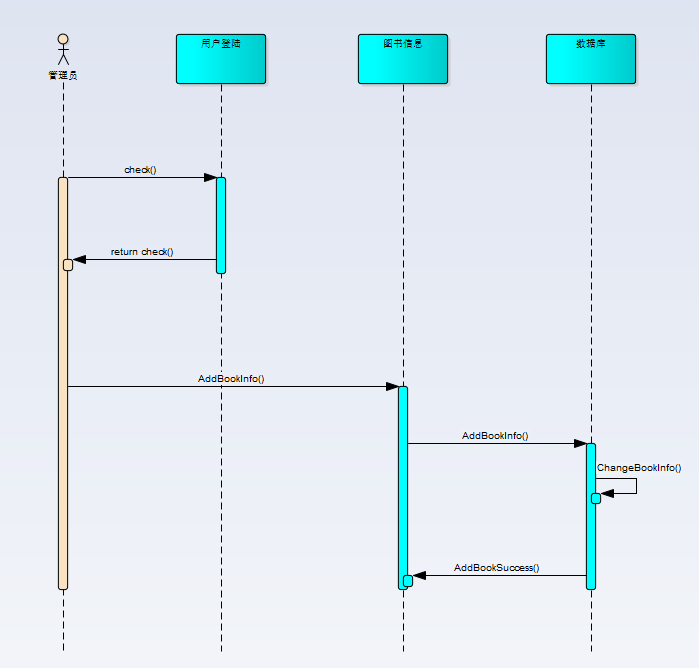 用户登陆
图书信息
数据库
管理员
check()
return check()
AddBookInfo()
AddBookInfo()
ChangeBookInfo()
AddBookSuccess()